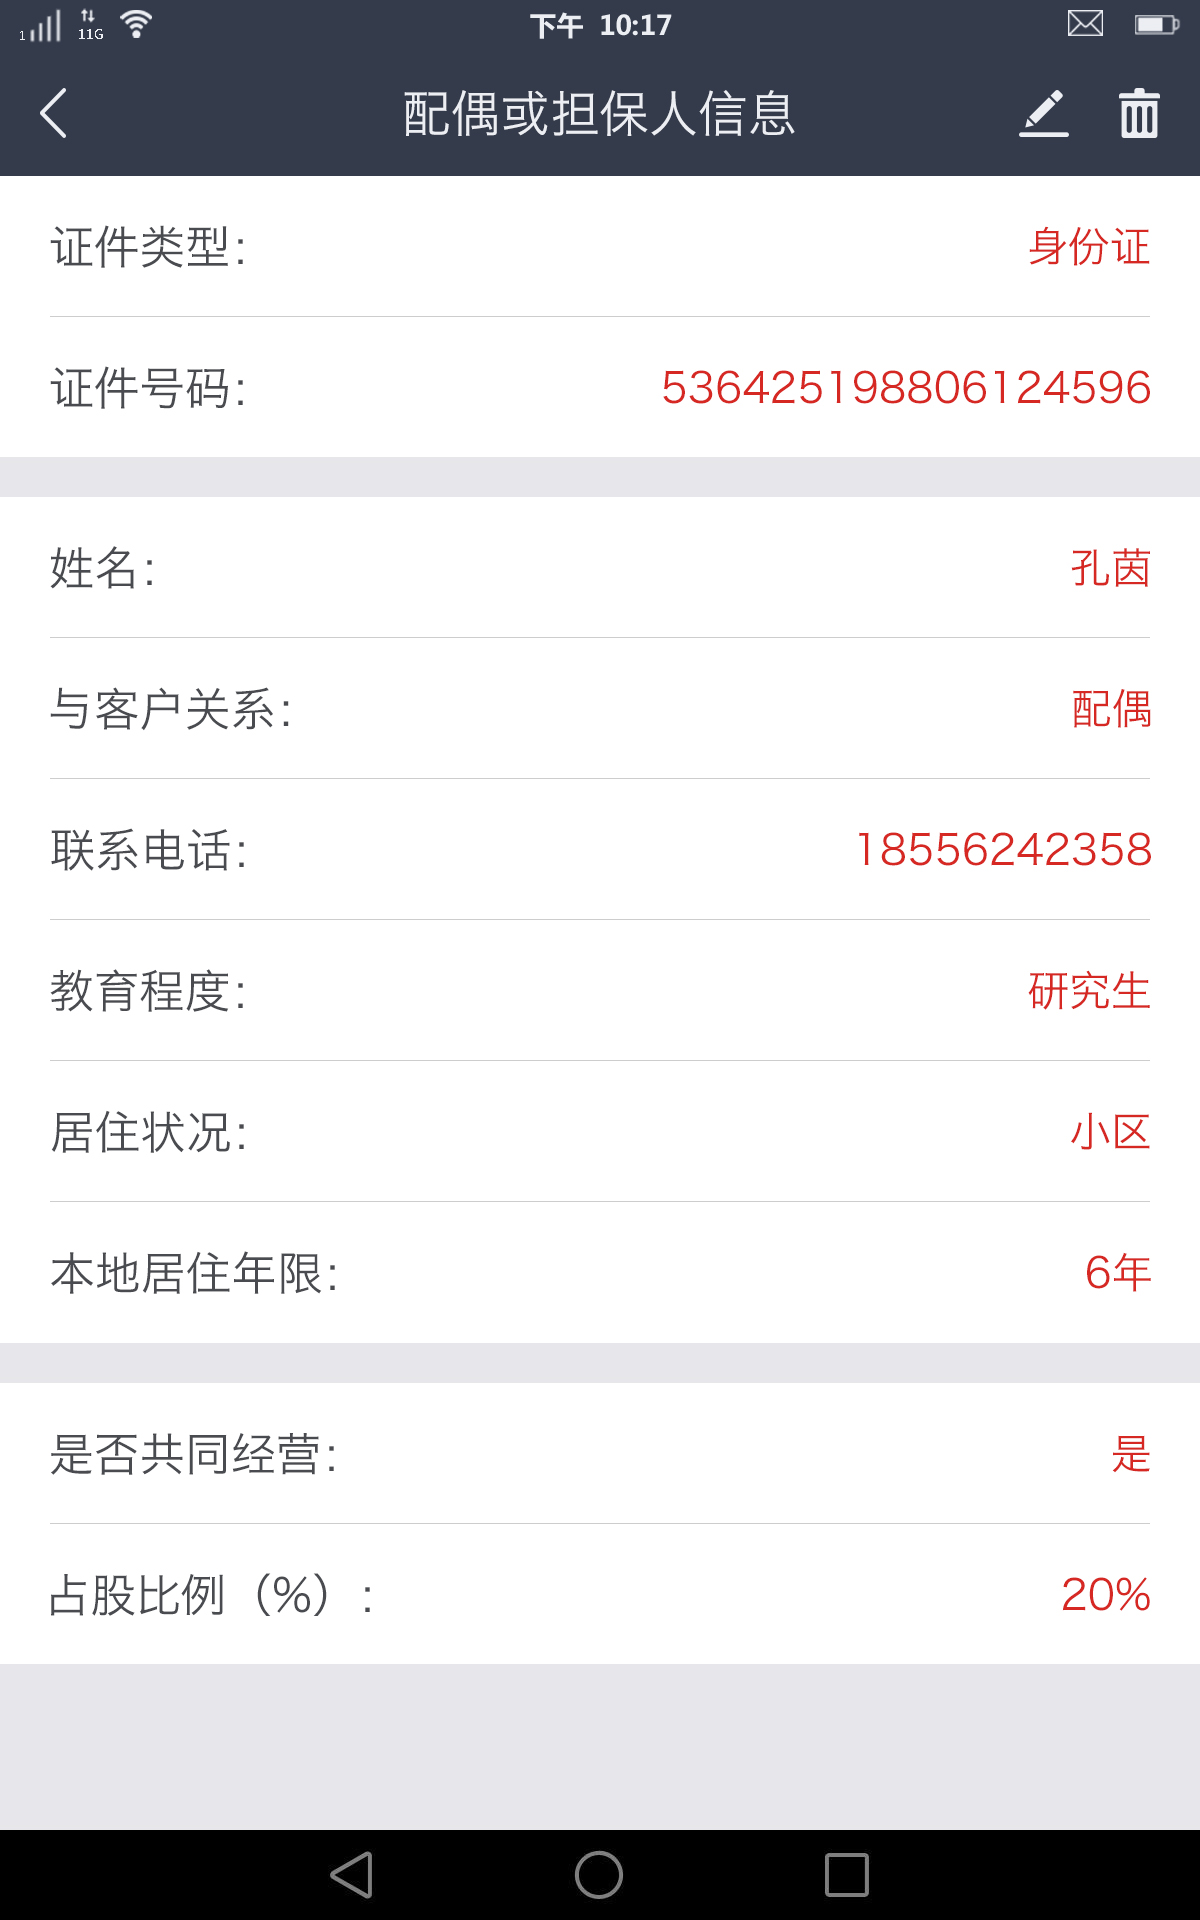 1 11G 下午 10:17
配偶或担保人信息
证件类型: 身份证
证件号码: 536425198806124596
姓名: 孔茵
与客户关系: 配偶
联系电话: 18556242358
教育程度: 研究生
居住状况: 小区
本地居住年限: 6年
是否共同经营: 是
占股比例（%）: 20%